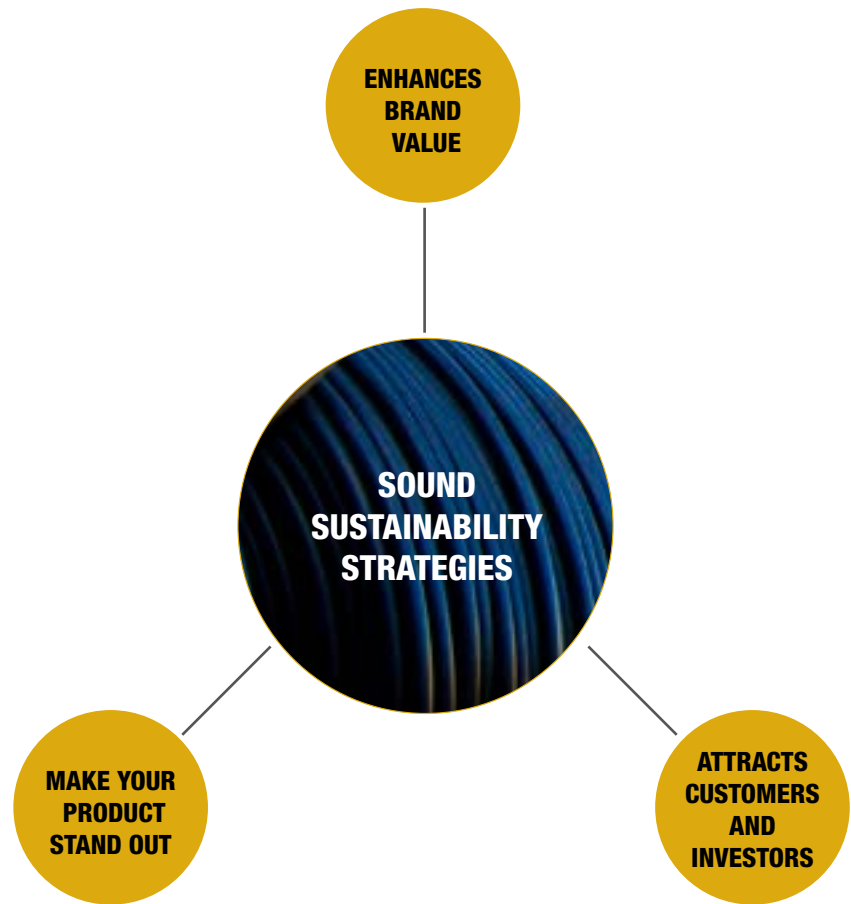 ENHANCES
BRAND
VALUE
SOUND
SUSTAINABILITY
STRATEGIES
MAKE YOUR
PRODUCT
STAND OUT
ATTRACTS
CUSTOMERS
AND
INVESTORS